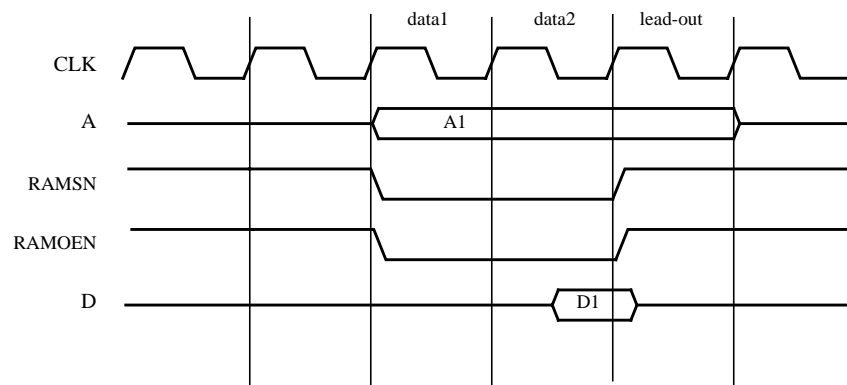 data1 data2 lead-out
CLK
A A1
RAMSN
RAMOEN
D D1